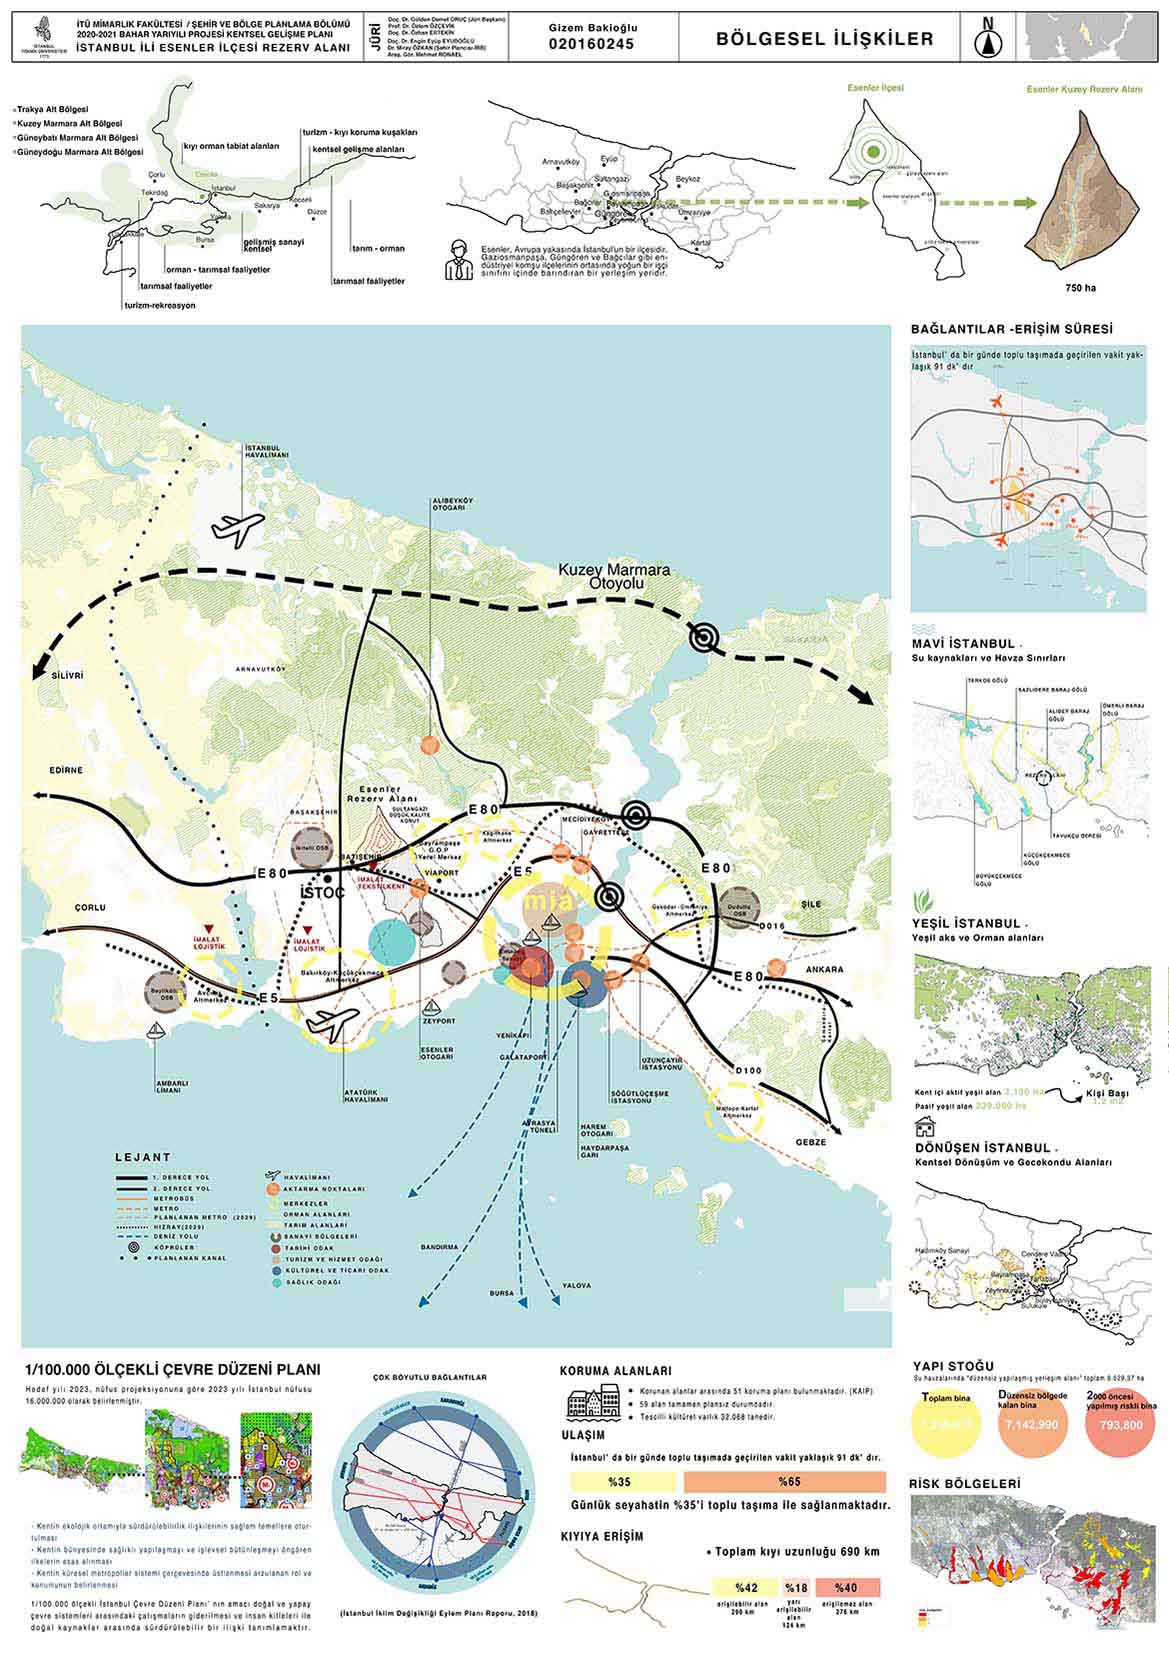 İSTANBUL
TEKNİK ÜNİVERSİTESİ
1773
İTÜ MİMARLIK FAKÜLTESİ / ŞEHİR VE BÖLGE PLANLAMA BÖLÜMÜ
2020-2021 BAHAR YARIYILI PROJESİ KENTSEL GELİŞME PLANI
İSTANBUL İLİ ESENLER İLÇESİ REZERV ALANI
JÜRİ
Doç. Dr. Gülden Demet ORUÇ (Jüri Başkanı)
Prof. Dr. Özlem ÖZÇEVİK
Doç. Dr. Özhan ERTEKİN
Doç. Dr. Engin Eyüp EYUBOĞLU
Dr. Miray ÖZKAN (Şehir Plancısı-İBB)
Araş. Gör. Mehmet RONAEL
Gizem Bakioğlu
020160245
BÖLGESEL İLİŞKİLER
N
Trakya Alt Bölgesi
Kuzey Marmara Alt Bölgesi
Güneybatı Marmara Alt Bölgesi
Güneydoğu Marmara Alt Bölgesi
kıyı orman tabiat alanları
turizm - kıyı koruma kuşakları
kentsel gelişme alanları
Çorlu
Esenler
Tekirdağ
İstanbul
Kocaeli
Sakarya
Düzce
Yalova
Bursa
gelişmiş sanayi
kentsel
tarım - orman
orman - tarımsal faaliyetler
tarımsal faaliyetler
tarımsal faaliyetler
turizm-rekreasyon
Arnavutköy
Eyüp
Sultangazi
Beykoz
Başakşehir
Gaziosmanpaşa
Bağcılar
Bayrampaşa
Üsküdar
Bahçelievler
Güngören
Ümraniye
Kartal
Esenler, Avrupa yakasında İstanbul'un bir ilçesidir.
Gaziosmanpaşa, Güngören ve Bağcılar gibi en-
düstriyel komşu ilçelerinin ortasında yoğun bir işçi
sınıfını içinde barındıran bir yerleşim yeridir.
Esenler İlçesi
Esenler Kuzey Rezerv Alanı
750 ha
BAĞLANTILAR -ERİŞİM SÜRESİ
İstanbul' da bir günde toplu taşımada geçirilen vakit yak-
laşık 91 dk' dır
İSTANBUL
HAVALİMANI
ALİBEYKÖY
OTOGARI
Kuzey Marmara
Otoyolu
SAKARYA
SİLİVRİ
ARNAVUTKÖY
EDİRNE
Esenler
Rezerv Alanı
BAŞAKŞEHİR
SULTANGAZİ
DÜŞÜK KALİTE
KONUT
E 80
MECİDİYEKÖY
GAYRETTEPE
Kağıthane
Altmerkez
Bayrampaşa
G.O.P
Yerel Merkez
İkitelli OSB
BATIŞEHİR
VİAPORT
İMALAT
TEKSTİLKENT
E 80
İSTOÇ
E5
E80
mia
Üsküdar - Ümraniye
Altmerkez
Dudullu
OSB
ŞİLE
ÇORLU
İMALAT
LOJİSTİK
İMALAT
LOJİSTİK
D016
Bakırköy-Küçükçekmece
Altmerkez
ANKARA
E 80
Beylikdüzü
OSB
Avcılar
Altmerkez
E5
ZEYPORT
YENİKAPI
GALATAPORT
ESENLER
OTOGARI
UZUNÇAYIR
İSTASYONU
D100
AMBARLI
LİMANI
ATATÜRK
HAVALİMANI
SÖĞÜTLÜÇEŞME
İSTASYONU
Maltepe-Kartal
Altmerkez
AVRASYA
TÜNELİ
HAREM
OTOGARI
HAYDARPAŞA
GARI
GEBZE
BANDIRMA
BURSA
YALOVA
LEJANT
1. DERECE YOL
2. DERECE YOL
METROBÜS
METRO
PLANLANAN METRO (2029)
HIZRAY(2029)
DENİZ YOLU
KÖPRÜLER
PLANLANAN KANAL
HAVALİMANI
AKTARMA NOKTALARI
MERKEZLER
ORMAN ALANLARI
TARIM ALANLARI
SANAYİ BÖLGELERİ
TARİHİ ODAK
TURİZM VE HİZMET ODAĞI
KÜLTÜREL VE TİCARİ ODAK
SAĞLIK ODAĞI
MAVİ İSTANBUL
Su kaynakları ve Havza Sınırları
TERKOS GÖLÜ
SAZLIDERE BARAJ GÖLÜ
ALİBEY BARAJ
GÖLÜ
ÖMERLİ BARAJ
GÖLÜ
REZERV ALANI
TAVUKÇU DERESİ
KÜÇÜKÇEKMECE
GÖLÜ
BÜYÜKÇEKMECE
GÖLÜ
YEŞİL İSTANBUL
Yeşil aks ve Orman alanları
Kent içi aktif yeşil alan
Pasif yeşil alan 239.000 ha
Kişi Başı
1.2 m2
DÖNÜŞEN İSTANBUL
Kentsel Dönüşüm ve Gecekondu Alanları
Hadımköy Sanayi
Cendere Vadisi
Bayrampaşa
Tarlabaşı
Zeytinburnu
Süleymaniye
Sulukule
YAPI STOĞU
Su havzalarında "düzensiz yapılaşmış yerleşim alanı" toplam 8.629,37 ha
Toplam bina
Düzensiz bölgede
kalan bina
7,142,990
2000 öncesi
yapılmış riskli bina
793,800
RİSK BÖLGELERİ
1/100.000 ÖLÇEKLİ ÇEVRE DÜZENİ PLANI
Hedef yılı 2023, nüfus projeksiyonuna göre 2023 yılı İstanbul nüfusu
16.000.000 olarak belirlenmiştir.
- Kentin ekolojik ortamıyla sürdürülebilirlik ilişkilerinin sağlam temellere otur-
tulması
- Kentin bünyesinde sağlıklı yapılaşmayı ve işlevsel bütünleşmeyi öngören
ilkelerin esas alınması
- Kentin küresel metropoller sistemi çerçevesinde üstlenmesi arzulanan rol ve
konumunun belirlenmesi
1/100.000 ölçekli İstanbul Çevre Düzeni Planı' nın amacı doğal ve yapay
çevre sistemleri arasındaki çatışmaların giderilmesi ve insan kitleleri ile
doğal kaynaklar arasında sürdürülebilir bir ilişki tanımlamaktır.
ÇOK BOYUTLU BAĞLANTILAR
(İstanbul İklim Değişikliği Eylem Planı Raporu, 2018)
KORUMA ALANLARI
Korunan alanlar arasında 51 koruma planı bulunmaktadır. (KAİP)
59 alan tamamen plansız durumdadır.
Tescilli kültürel varlık 32.068 tanedir.
ULAŞIM
İstanbul' da bir günde toplu taşımada geçirilen vakit yaklaşık 91 dk' dır.
%35
%65
Günlük seyahatin %35'i toplu taşıma ile sağlanmaktadır.
KIYIYA ERİŞİM
• Toplam kıyı uzunluğu 690 km
%42
%18
%40
erişilebilir alan
290 km
yarı
erişilebilir
alan
124 km
erişilemez alan
276 km